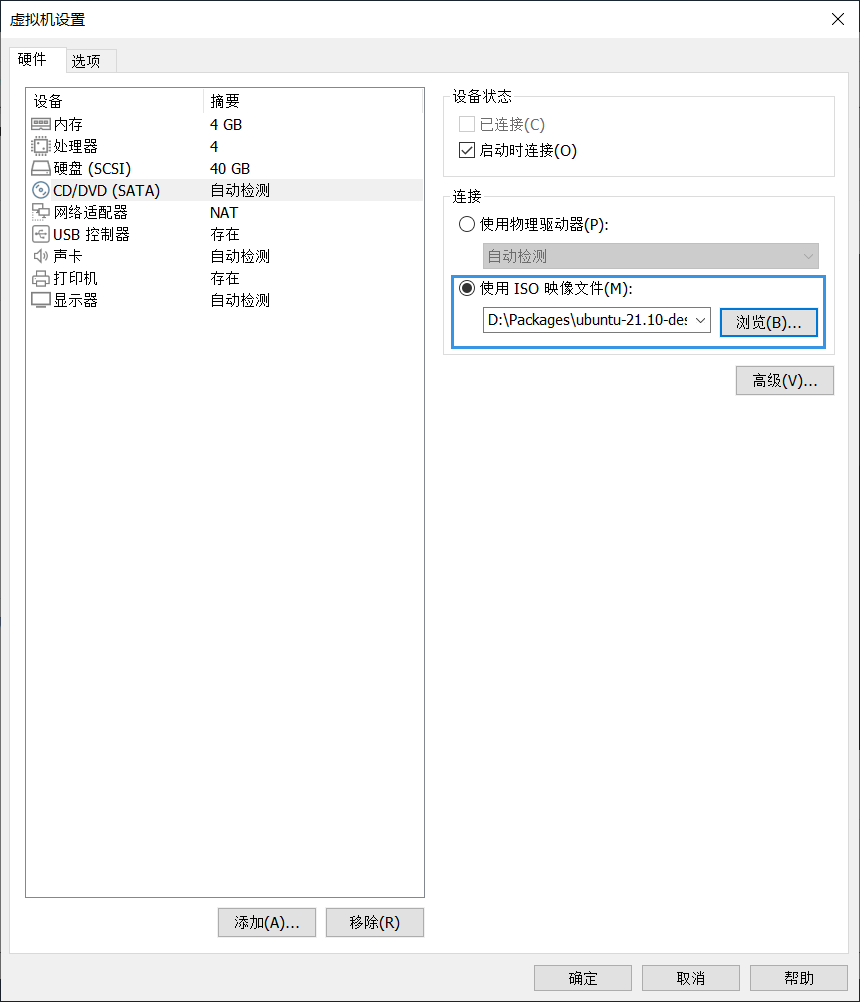 虚拟机设置
硬件 选项
设备 摘要
内存 4 GB
处理器 4
硬盘 (SCSI) 40 GB
CD/DVD (SATA) 自动检测
网络适配器 NAT
USB 控制器 存在
声卡 自动检测
打印机 存在
显示器 自动检测
添加(A)... 移除(R)
设备状态
已连接(C)
启动时连接(O)
连接
使用物理驱动器(P):
自动检测
使用 ISO 映像文件(M):
D:\Packages\ubuntu-21.10-des 浏览(B)...
高级(V)...
确定 取消 帮助